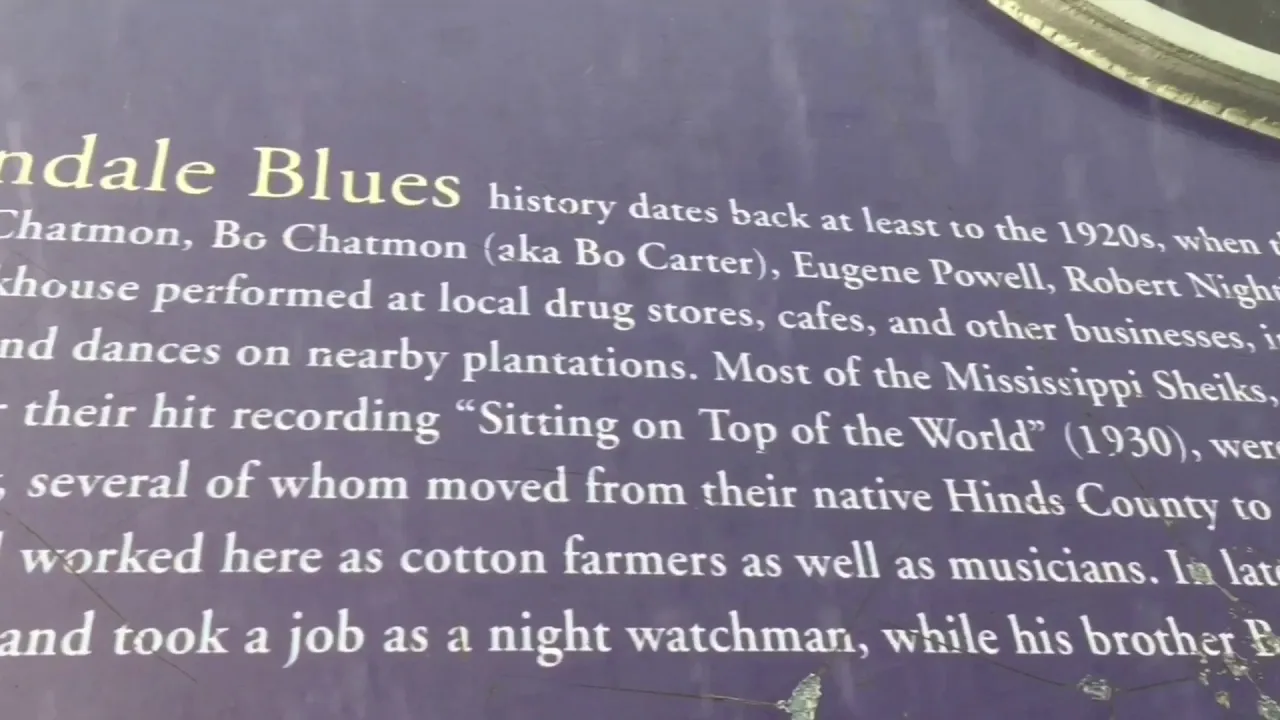 ndale Blues history dates back at least to the 1920s, when
Chatmon, Bo Chatmon (aka Bo Carter), Eugene Powell, Robert Night
khouse performed at local drug stores, cafes, and other businesses,
nd dances on nearby plantations. Most of the Mississippi Sheiks,
their hit recording “Sitting on Top of the World” (1930), were
, several of whom moved from their native Hinds County to
worked here as cotton farmers as well as musicians. In late
and took a job as a night watchman, while his brother B